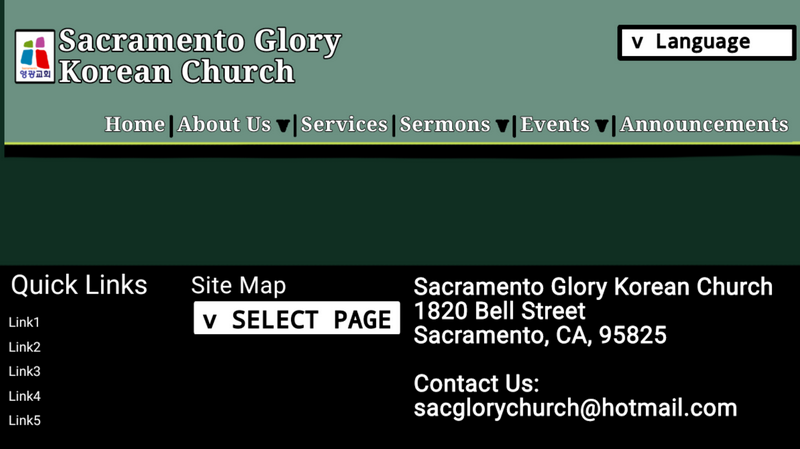 Sacramento Glory
Korean Church
영광교회
v Language
Home | About Us ▼ | Services | Sermons ▼ | Events ▼ | Announcements
Quick Links
Link1
Link2
Link3
Link4
Link5
Site Map
v SELECT PAGE
Sacramento Glory Korean Church
1820 Bell Street
Sacramento, CA, 95825
Contact Us:
sacglorychurch@hotmail.com